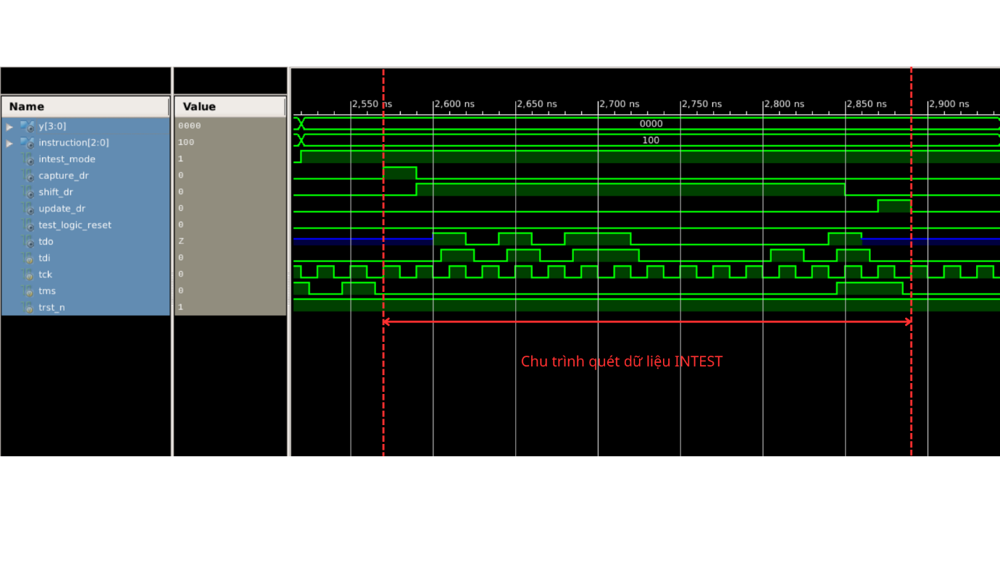 Name
Value
2,550 ns
2,600 ns
2,650 ns
2,700 ns
2,750 ns
2,800 ns
2,850 ns
2,900 ns
y[3:0]
0000
0000
instruction[2:0]
100
100
intest_mode
1
capture_dr
0
shift_dr
0
update_dr
0
test_logic_reset
0
tdo
Z
tdi
0
tck
0
tms
0
trst_n
1
Chu trình quét dữ liệu INTEST